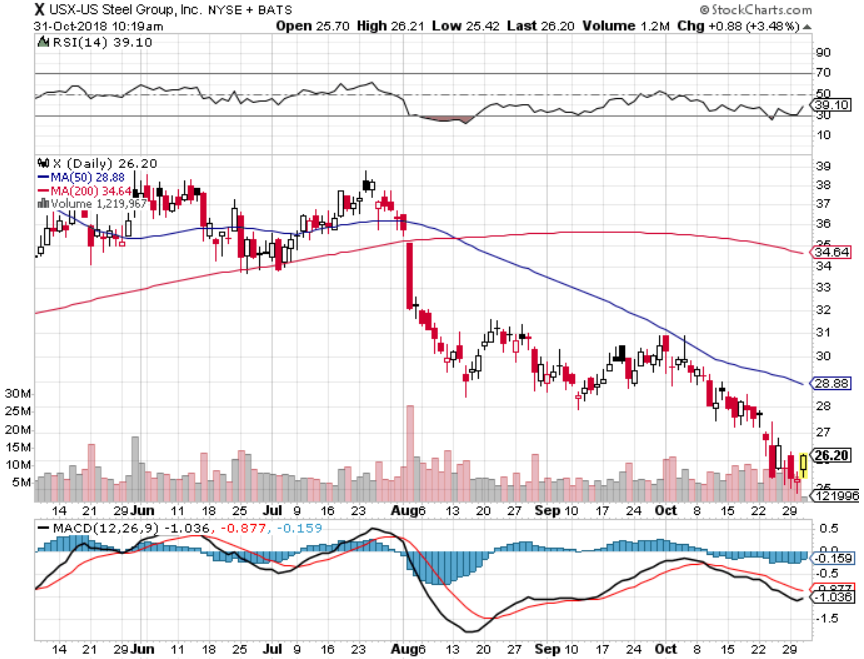 X USX-US Steel Group, Inc. NYSE + BATS © StockCharts.com
31-Oct-2018 10:19am Open 25.70 High 26.21 Low 25.42 Last 26.20 Volume 1.2M Chg +0.88 (+3.48%)
RSI(14) 39.10
90
70
50
39.10
30
10
X (Daily) 26.20
MA(50) 28.88
MA(200) 34.64
Volume 1,219,967
39
38
37
36
35
34.64
34
33
32
31
30
28.88
28
27
26.20
25
1219967
30M
25M
20M
15M
10M
5M
14 21 29 Jun 11 18 25 Jul 9 16 23 Aug 6 13 20 27 Sep 10 17 24 Oct 8 15 22 29
MACD(12,26,9) -1.036, -0.877, -0.159
0.5
0.0
-0.159
-0.5
-0.877
-1.036
-1.5
14 21 29 Jun 11 18 25 Jul 9 16 23 Aug 6 13 20 27 Sep 10 17 24 Oct 8 15 22 29